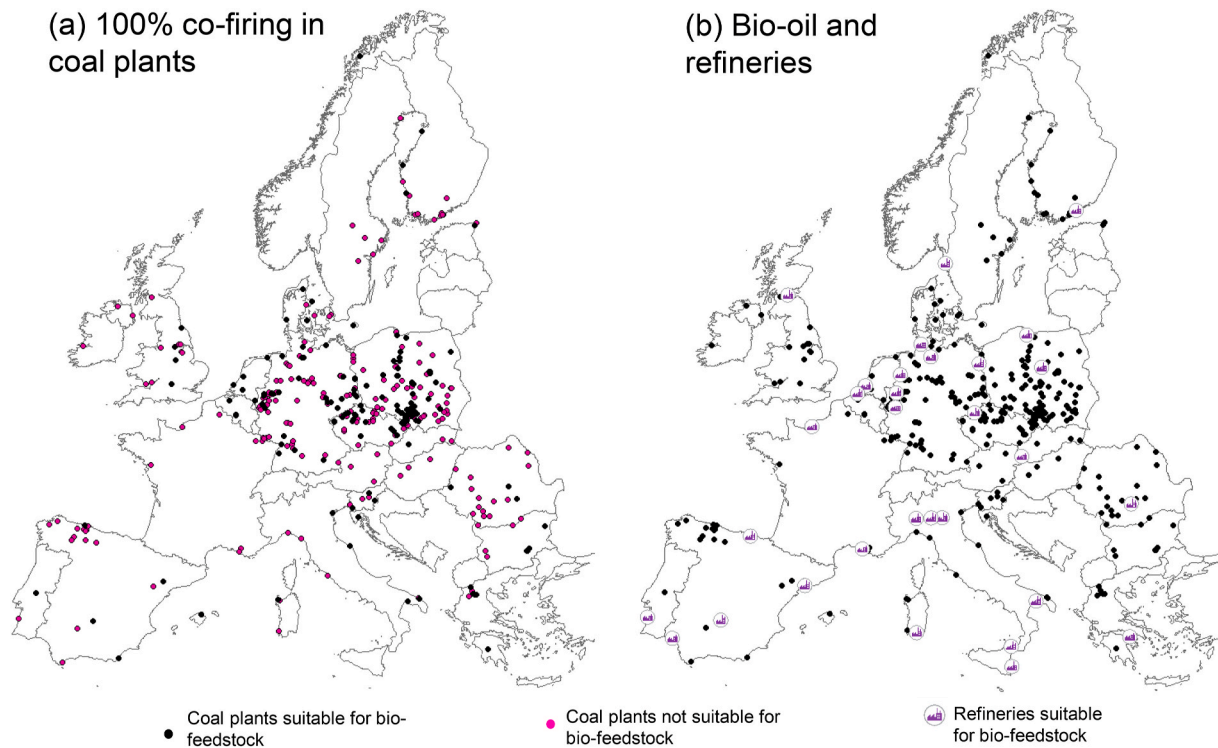 (a) 100% co-firing in
coal plants
(b) Bio-oil and
refineries
Coal plants suitable for bio-
feedstock
Coal plants not suitable for
bio-feedstock
Refineries suitable
for bio-feedstock